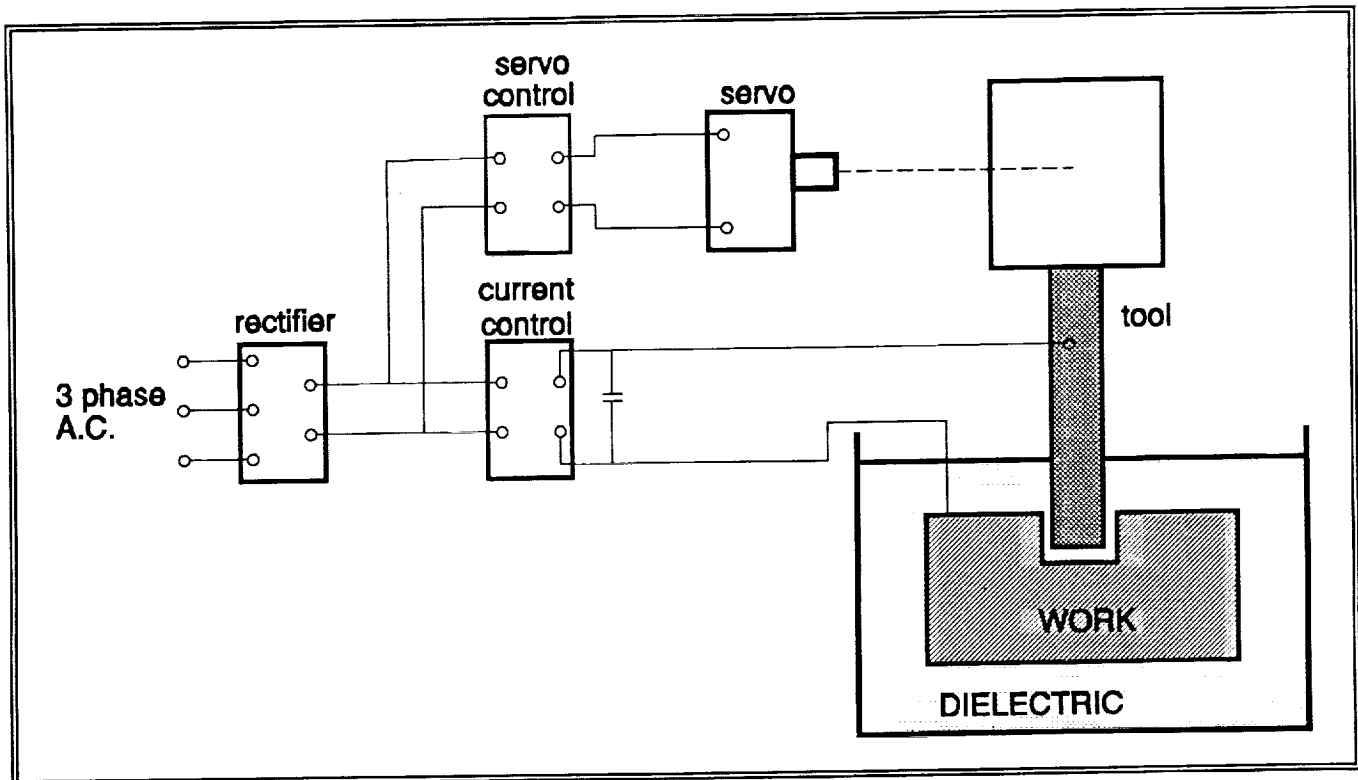 servo
control
servo
current
control
rectifier
tool
3 phase
A.C.
WORK
DIELECTRIC